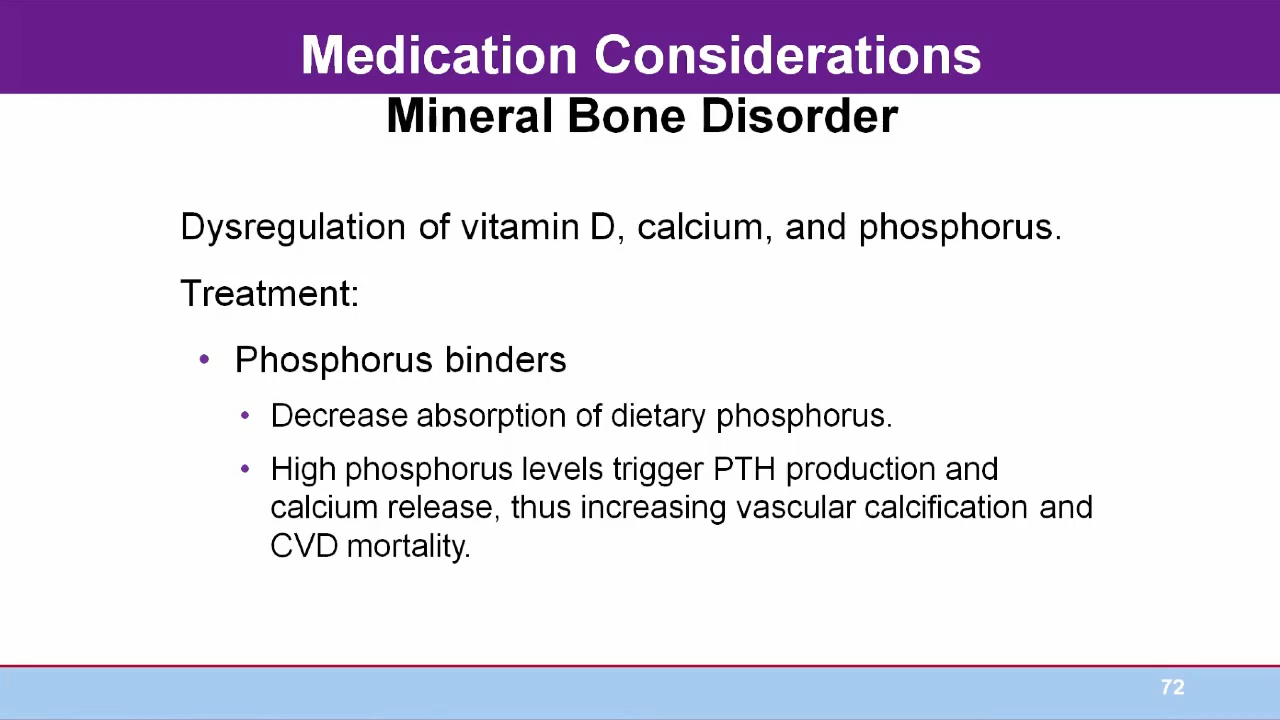 Medication Considerations
Mineral Bone Disorder
Dysregulation of vitamin D, calcium, and phosphorus.
Treatment:
• Phosphorus binders
• Decrease absorption of dietary phosphorus.
• High phosphorus levels trigger PTH production and
calcium release, thus increasing vascular calcification and
CVD mortality.
72